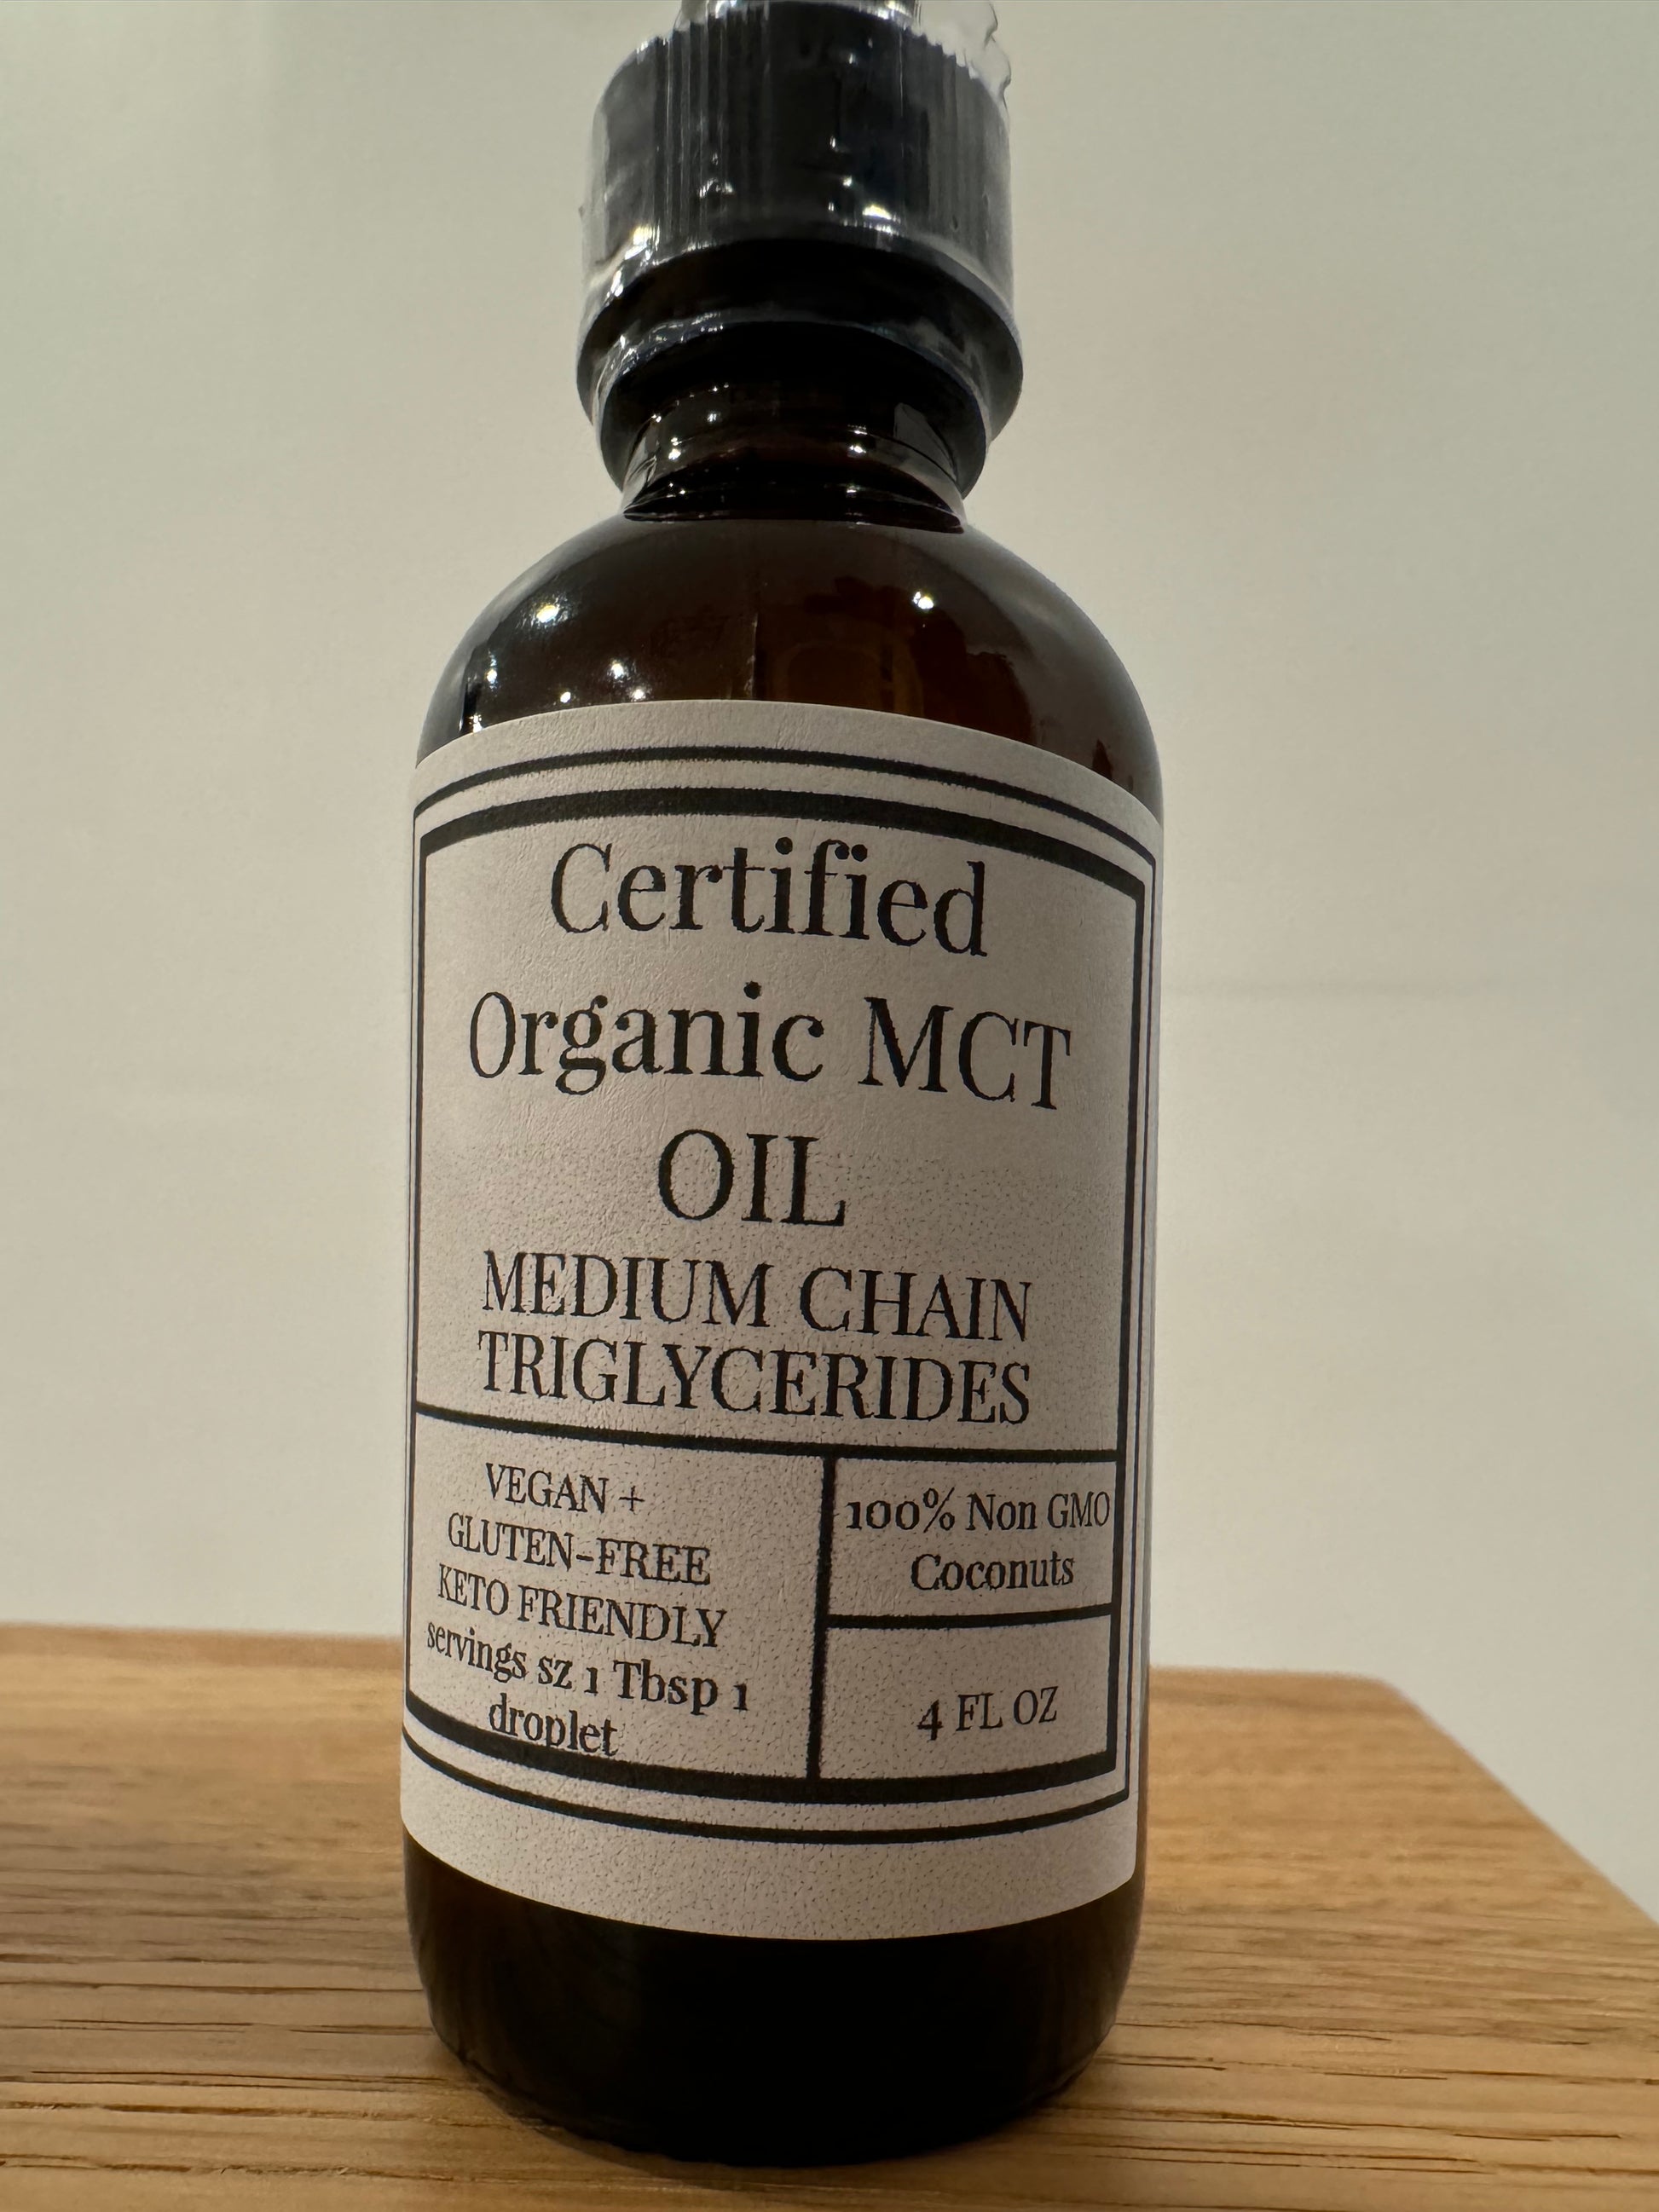 Certified
Organic MCT
OIL
MEDIUM CHAIN
TRIGLYCERIDES
VEGAN +
GLUTEN-FREE
KETO FRIENDLY
servings sz 1 Tbsp 1
droplet
100% Non GMO
Coconuts
4 FL OZ